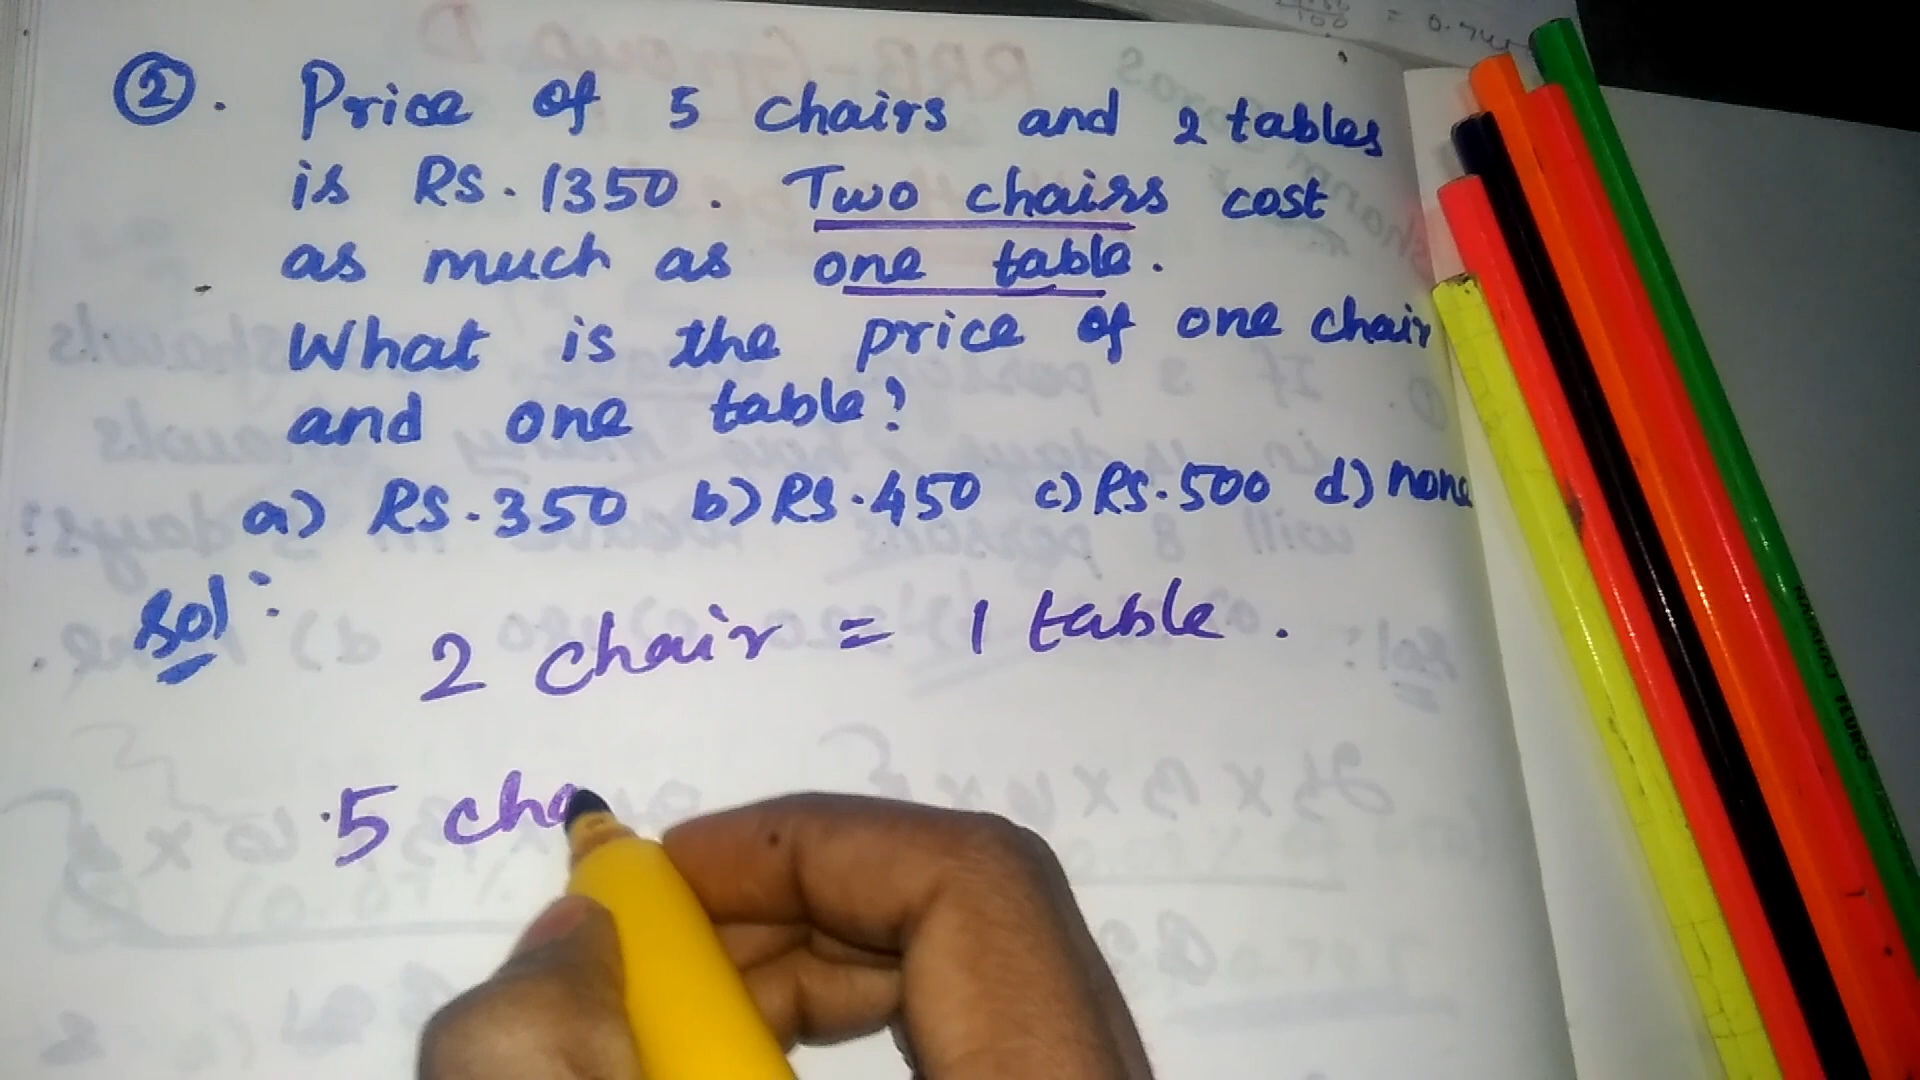 ②. Price of 5 chairs and 2 tables
is RS. 1350. Two chairs cost
as much as one table.
What is the price of one chair
and one table?
a) RS. 350 b) RS. 450 c) RS. 500 d) none
Sol:
2 chair = 1 table.
5 cha